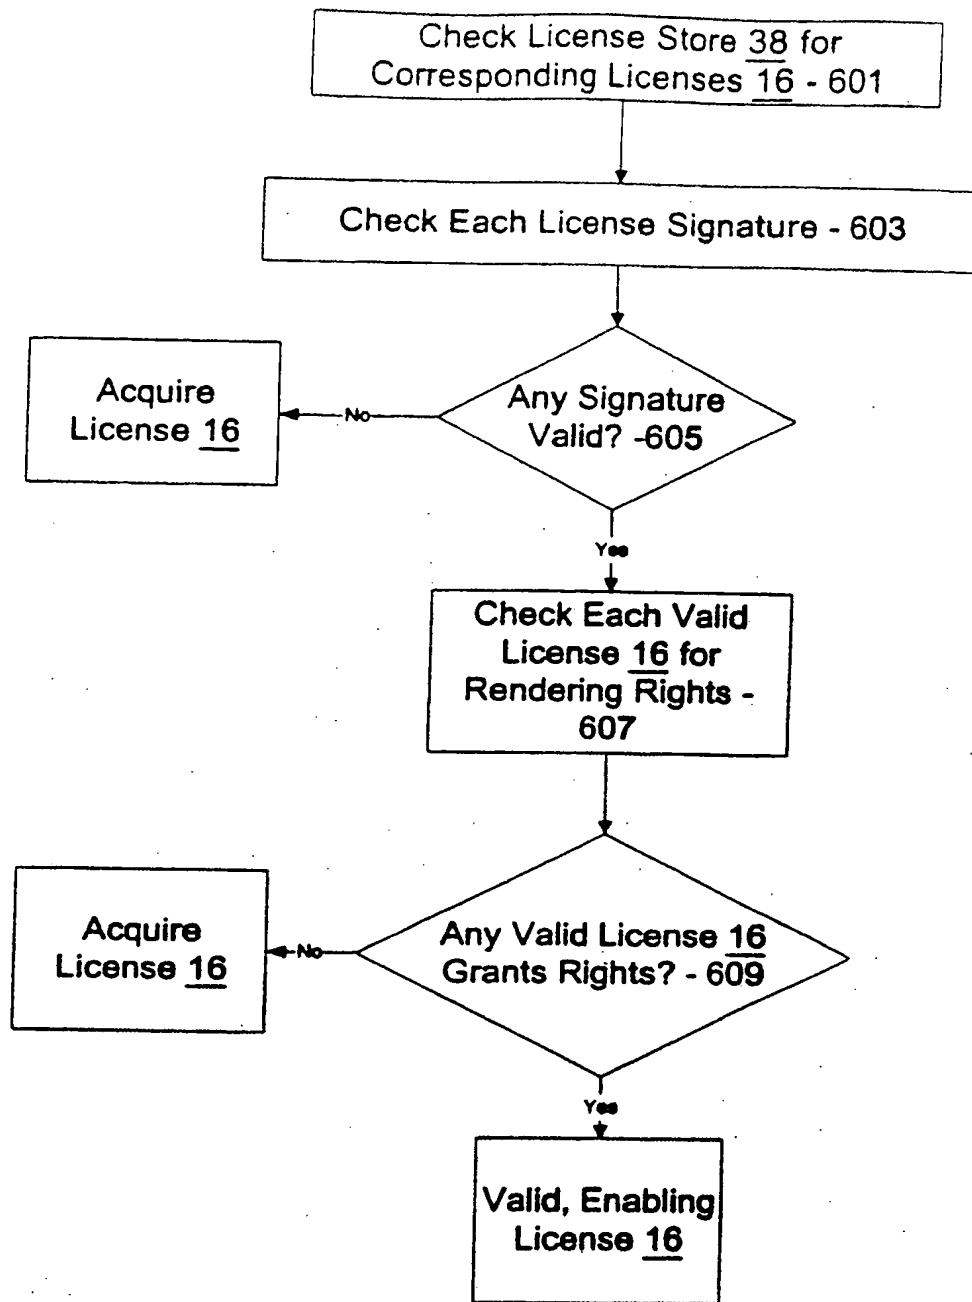 Check License Store 38 for
Corresponding Licenses 16 - 601
Check Each License Signature - 603
Acquire
License 16
No
Any Signature
Valid? -605
Yes
Check Each Valid
License 16 for
Rendering Rights -
607
Acquire
License 16
No
Any Valid License 16
Grants Rights? - 609
Yes
Valid, Enabling
License 16